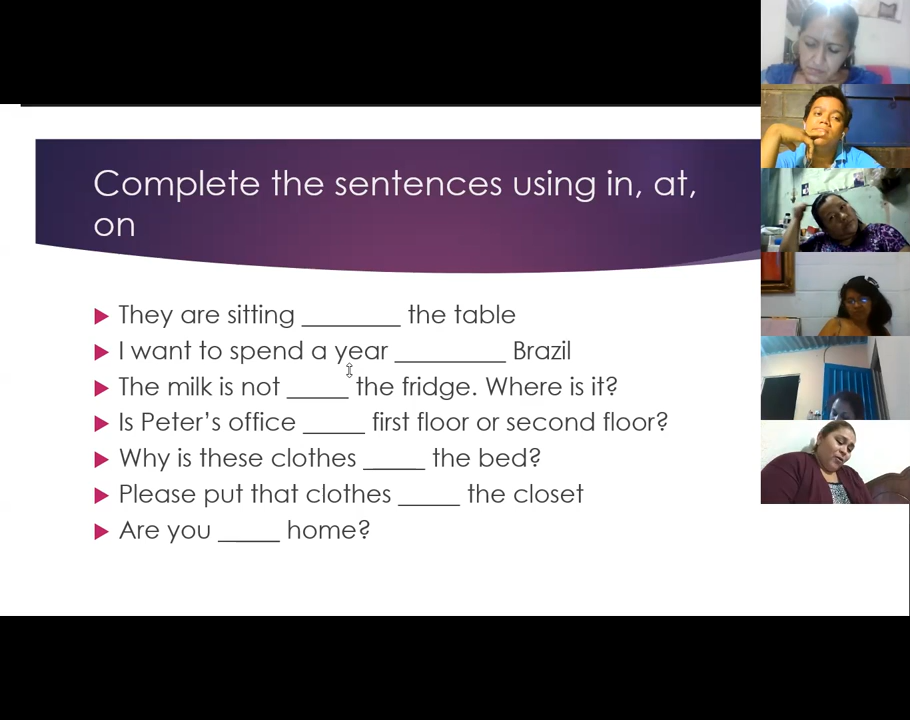 Complete the sentences using in, at,
on
They are sitting ________ the table
I want to spend a year _________ Brazil
The milk is not _____ the fridge. Where is it?
Is Peter’s office _____ first floor or second floor?
Why is these clothes _____ the bed?
Please put that clothes _____ the closet
Are you _____ home?